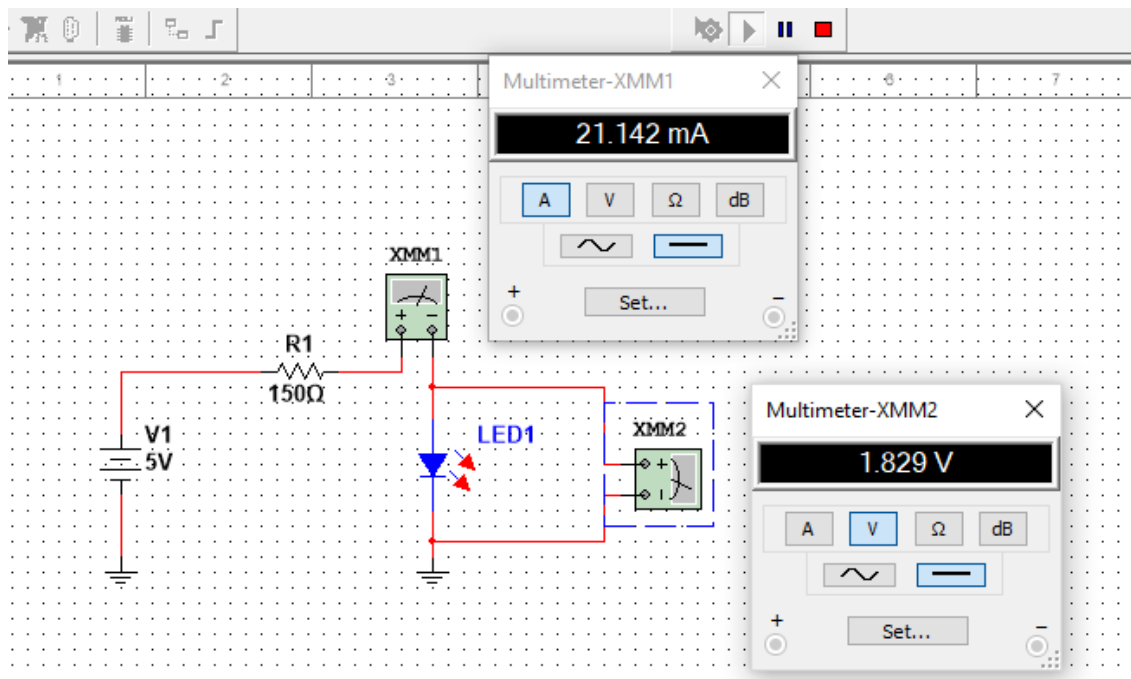 1 2 3 6 7
Multimeter-XMM1
21.142 mA
A V Ω dB
+ Set... −
XMM1
+ −
R1
150Ω
V1
5V
LED1
XMM2
+
Multimeter-XMM2
1.829 V
A V Ω dB
+ Set... −